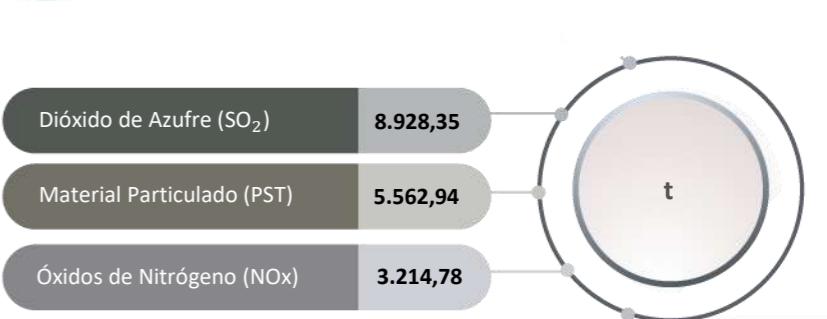 Dióxido de Azufre (SO₂) 8.928,35
Material Particulado (PST) 5.562,94
Óxidos de Nitrógeno (NOx) 3.214,78
t